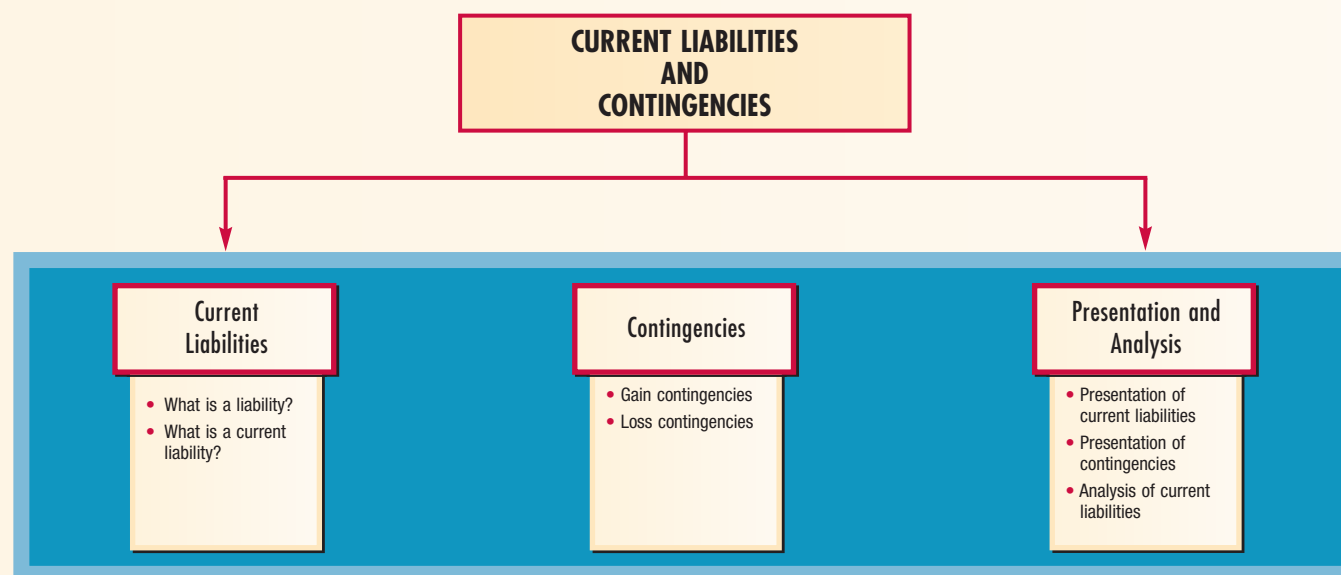 CURRENT LIABILITIES
AND
CONTINGENCIES
Current
Liabilities
• What is a liability?
• What is a current
liability?
Contingencies
• Gain contingencies
• Loss contingencies
Presentation and
Analysis
• Presentation of
current liabilities
• Presentation of
contingencies
• Analysis of current
liabilities